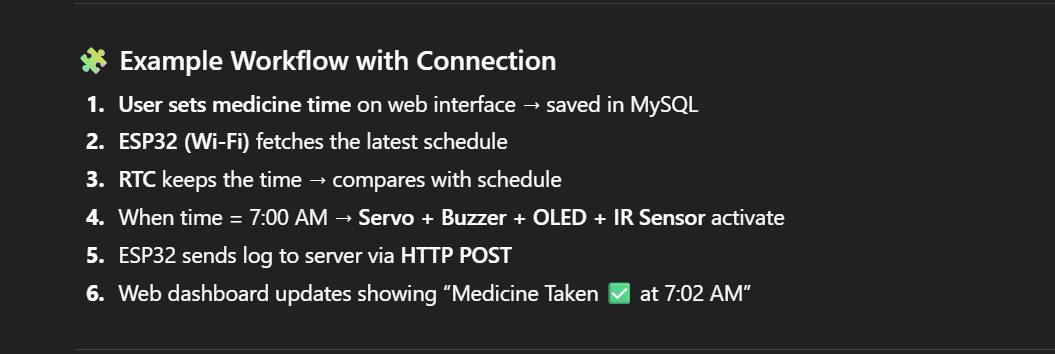 🧩 Example Workflow with Connection
1. User sets medicine time on web interface → saved in MySQL
2. ESP32 (Wi-Fi) fetches the latest schedule
3. RTC keeps the time → compares with schedule
4. When time = 7:00 AM → Servo + Buzzer + OLED + IR Sensor activate
5. ESP32 sends log to server via HTTP POST
6. Web dashboard updates showing “Medicine Taken ✅ at 7:02 AM”